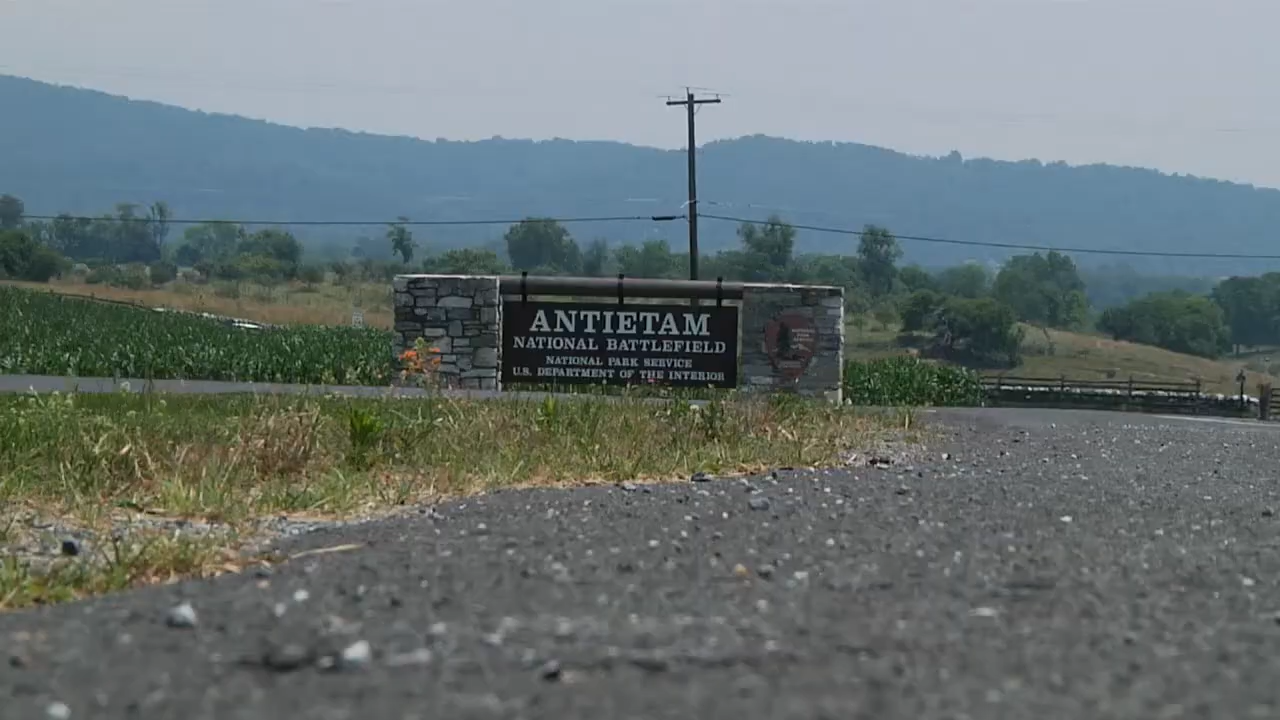 ANTIETAM
NATIONAL BATTLEFIELD
NATIONAL PARK SERVICE
U.S. DEPARTMENT OF THE INTERIOR